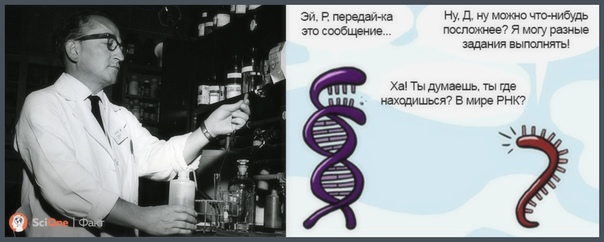 Эй, Р, передай-ка
это сообщение...
Ну, Д, ну можно что-нибудь
посложнее? Я могу разные
задания выполнять!
Ха! Ты думаешь, ты где
находишься? В мире РНК?
SciOne | Факт